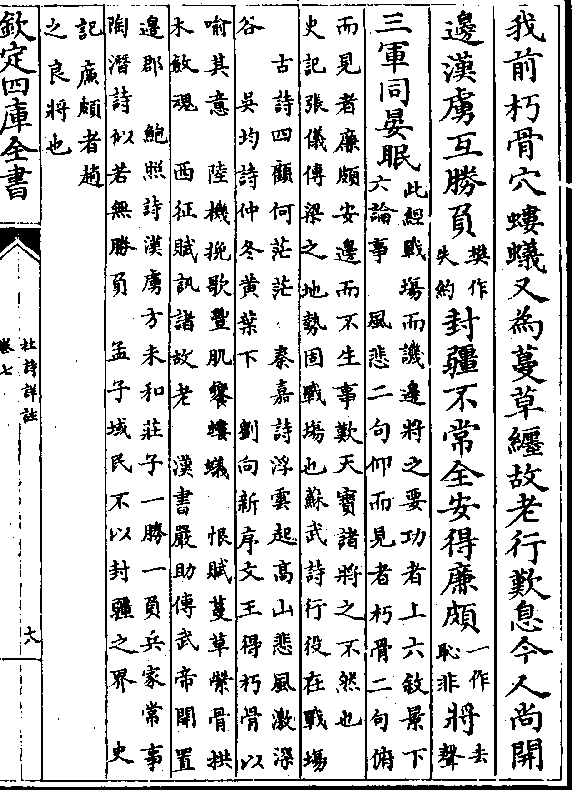 我前朽骨穴螻蟻又為蔓草纒故老行歎息今人尚開
邊漢虜互勝負樊作失約封疆不常全安得廉頗一作恥非將去聲
三軍同晏眠此經戰場而譏邊將之要功者上六敘景下
六論事　風悲二句仰而見者朽骨二句俯
而見者廉頗安邊而不生事歎天寶諸將之不然也
史記張儀傳梁之地勢固戰場也蘇武詩行役在戰場
古詩四顧何茫茫　秦嘉詩浮雲起高山悲風激深
谷　吳均詩仲冬黃葉下　劉向新序文王得朽骨以
喻其意　陸機挽歌豐肌饗螻蟻　恨賦蔓草縈骨拱
木斂魂　西征賦訊諸故老　漢書嚴助傳武帝開置
邊郡　鮑照詩漢虜方未和莊子一勝一負兵家常事
陶潛詩似若無勝負　孟子域民不以封疆之界　史
記廉頗者趙
之良將也
欽定四庫全書
杜詩詳註
卷七